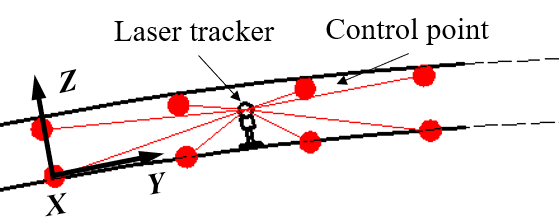 Laser tracker
Control point
Z
Y
X